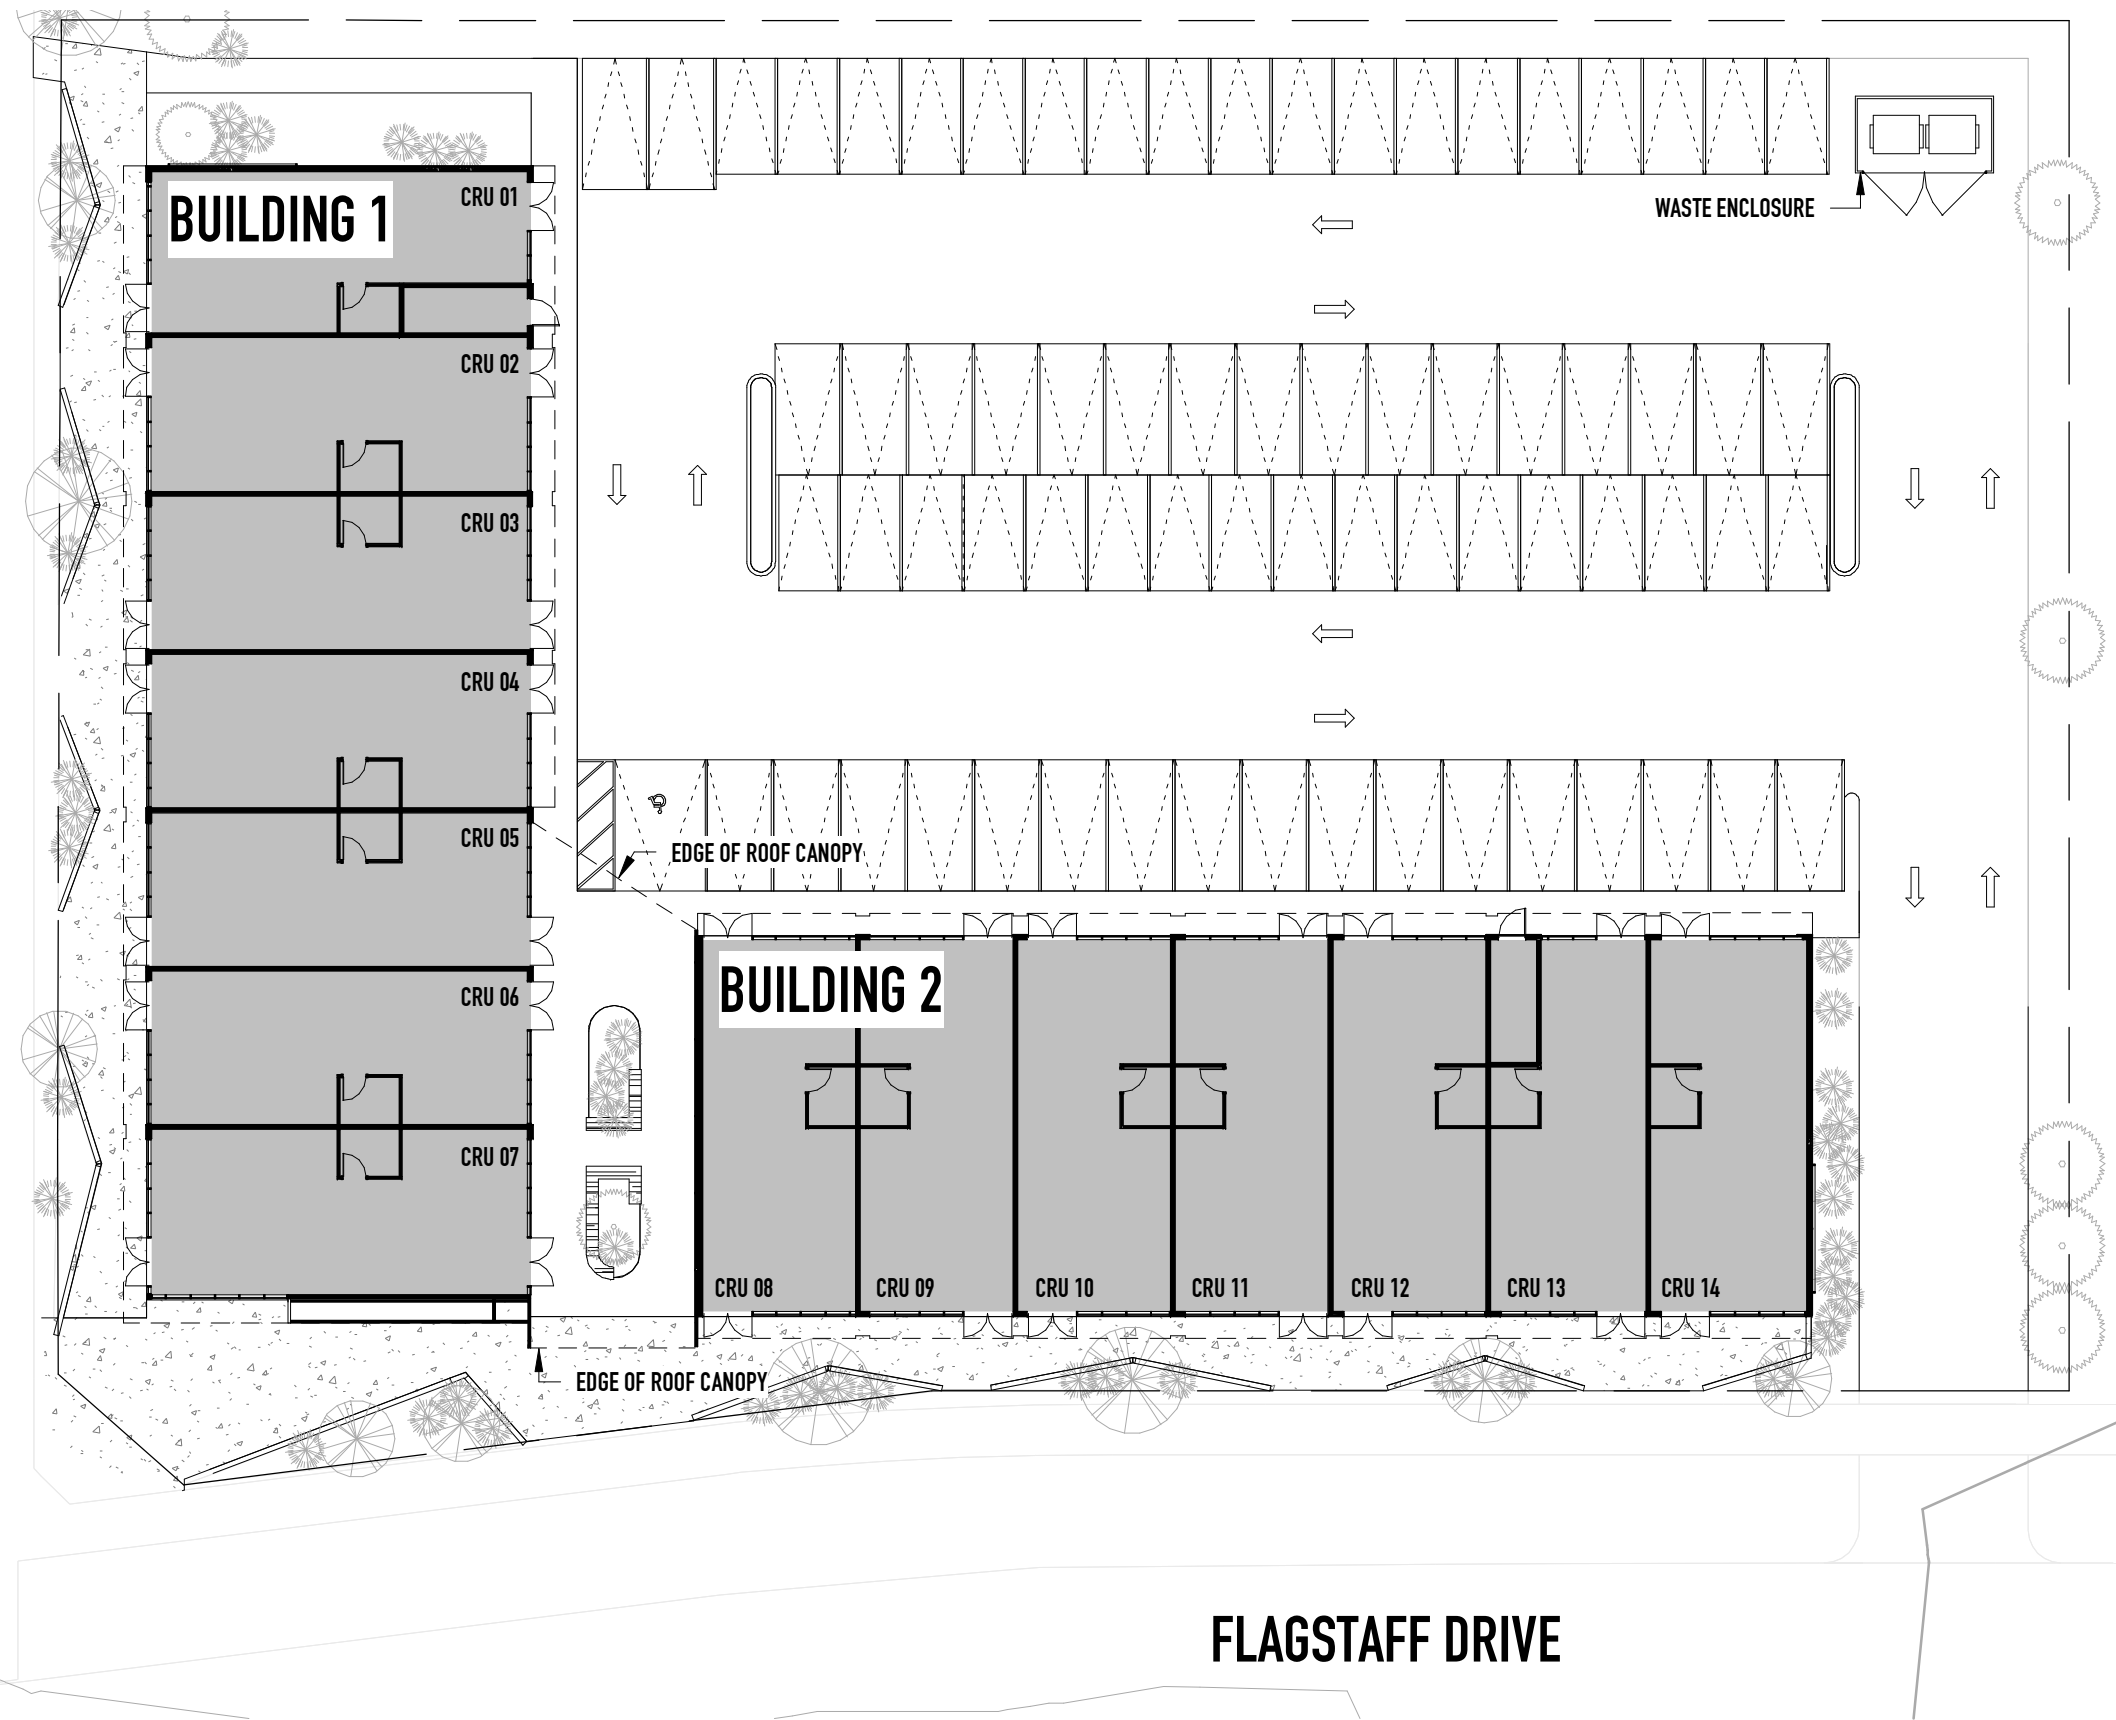 WASTE ENCLOSURE
BUILDING 1
CRU 01
CRU 02
CRU 03
CRU 04
CRU 05
CRU 06
CRU 07
EDGE OF ROOF CANOPY
BUILDING 2
CRU 08
CRU 09
CRU 10
CRU 11
CRU 12
CRU 13
CRU 14
EDGE OF ROOF CANOPY
FLAGSTAFF DRIVE